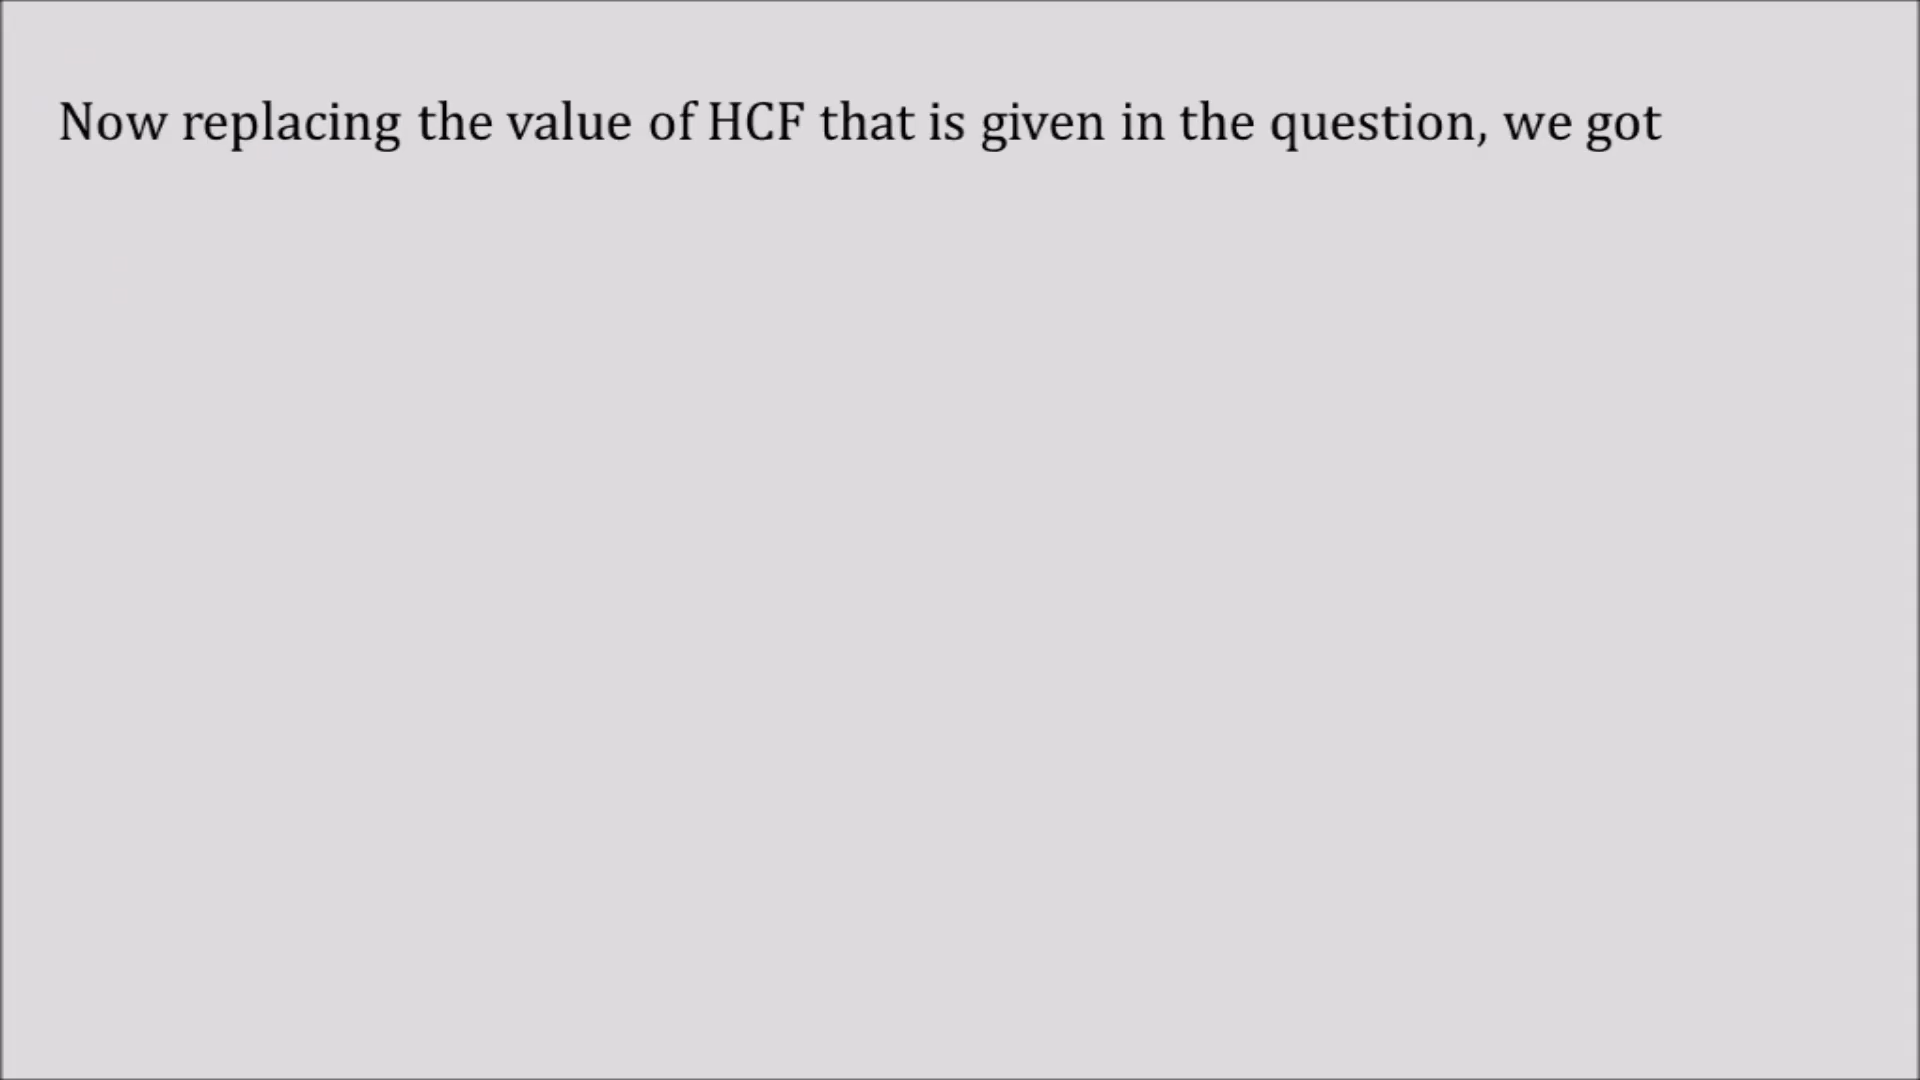 Now replacing the value of HCF that is given in the question, we got